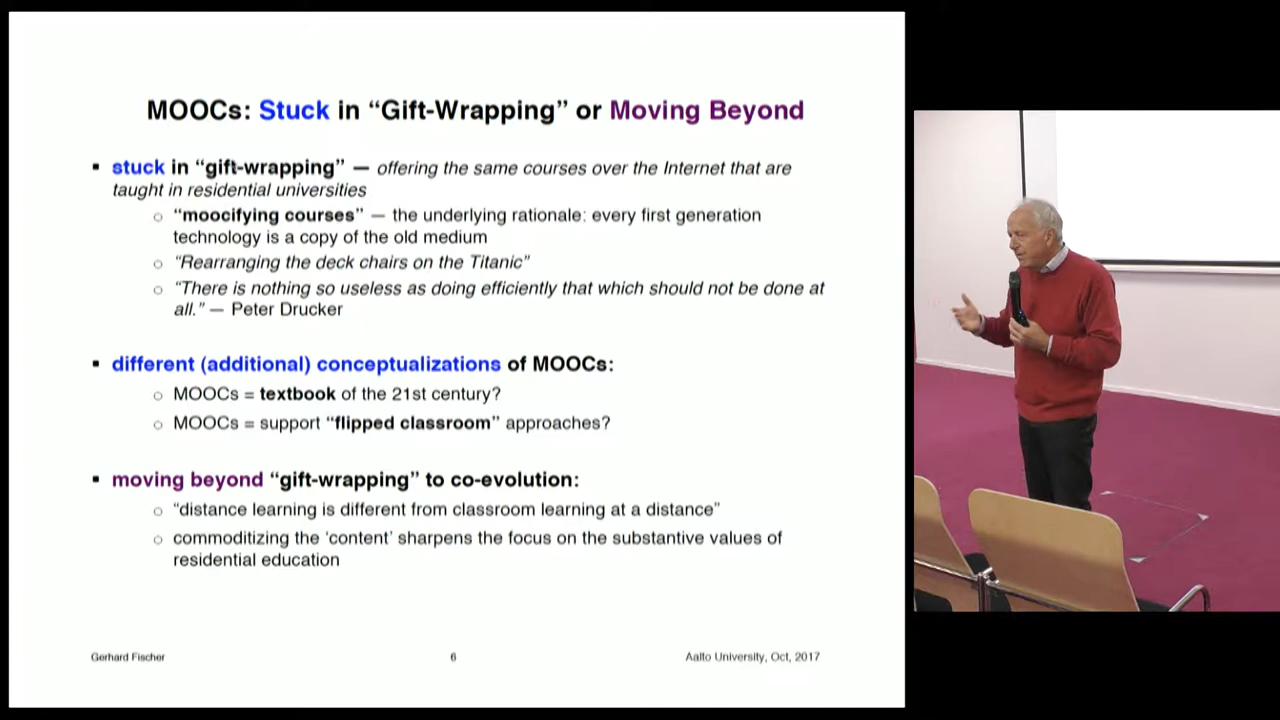 MOOCs: Stuck in “Gift-Wrapping” or Moving Beyond
▪ stuck in “gift-wrapping” — offering the same courses over the Internet that are
taught in residential universities
○ “moocifying courses” — the underlying rationale: every first generation
technology is a copy of the old medium
○ “Rearranging the deck chairs on the Titanic”
○ “There is nothing so useless as doing efficiently that which should not be done at
all.” — Peter Drucker
▪ different (additional) conceptualizations of MOOCs:
○ MOOCs = textbook of the 21st century?
○ MOOCs = support “flipped classroom” approaches?
▪ moving beyond “gift-wrapping” to co-evolution:
○ “distance learning is different from classroom learning at a distance”
○ commoditizing the ‘content’ sharpens the focus on the substantive values of
residential education
Gerhard Fischer 6 Aalto University, Oct, 2017